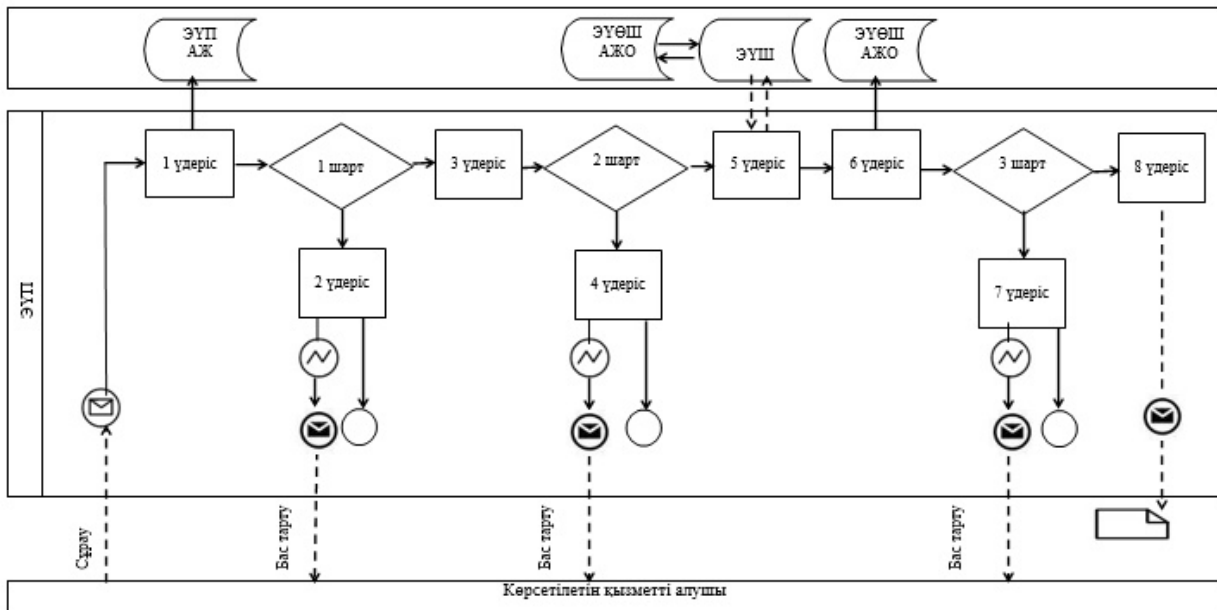 ЭҮП
АЖ
ЭҮӨШ
АЖО
ЭҮШ
ЭҮӨШ
АЖО
1 үдеріс
1 шарт
3 үдеріс
2 шарт
5 үдеріс
6 үдеріс
3 шарт
8 үдеріс
2 үдеріс
4 үдеріс
7 үдеріс
ЭҮП
Сұрау
Бас тарту
Бас тарту
Бас тарту
Көрсетілетін қызметті алушы